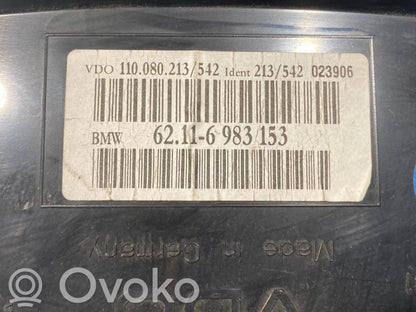 VDO 110.080.213/542 Ident 213/542 023906
BMW 62.11-6 983 153
Made in Germany
VDO
Ovoko